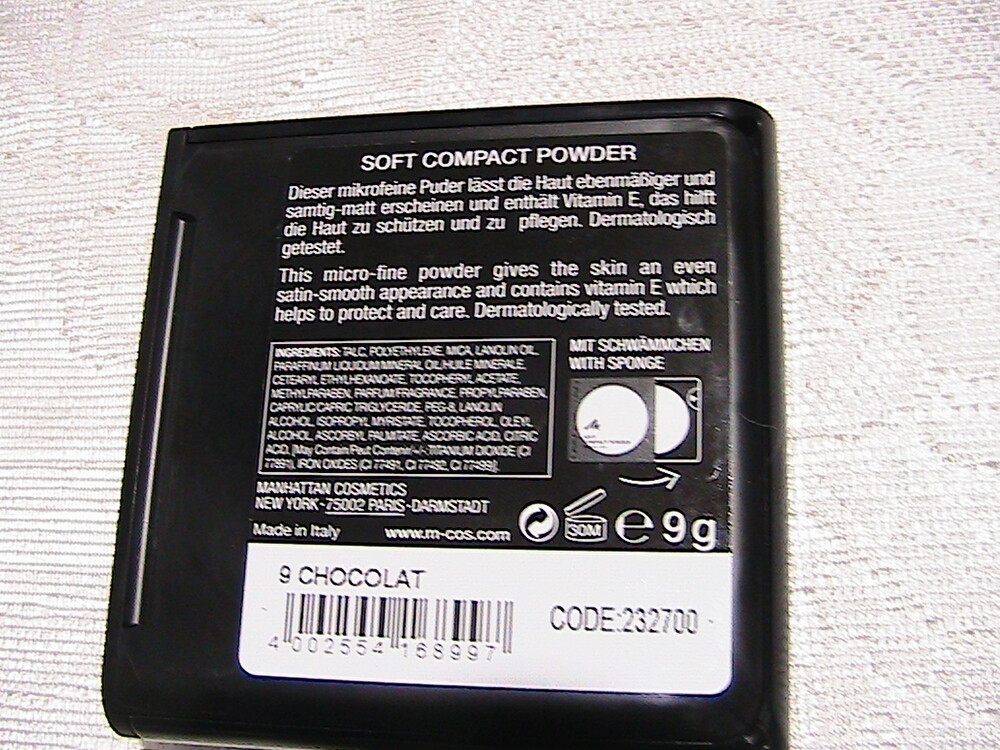 SOFT COMPACT POWDER
Dieser mikrofeine Puder lässt die Haut ebenmäßiger und
samtig-matt erscheinen und enthält Vitamin E, das hilft
die Haut zu schützen und zu pflegen. Dermatologisch
getestet.
This micro-fine powder gives the skin an even
satin-smooth appearance and contains vitamin E which
helps to protect and care. Dermatologically tested.
INGREDIENTS: TALC, POLYETHYLENE, MICA, LANOLIN OIL,
PARAFFINUM LIQUIDUM/MINERAL OIL/HUILE MINERALE,
CETEARYL ETHYLHEXANOATE, TOCOPHERYL ACETATE,
METHYLPARABEN, PARFUM/FRAGRANCE, PROPYLPARABEN,
CAPRYLIC/CAPRIC TRIGLYCERIDE, PEG-8, LANOLIN
ALCOHOL, ISOPROPYL MYRISTATE, TOCOPHEROL, OLEYL
ALCOHOL, ASCORBYL PALMITATE, ASCORBIC ACID, CITRIC
ACID, [May Contain/Peut Contenir/+/-: TITANIUM DIOXIDE (CI
77891), IRON OXIDES (CI 77491, CI 77492, CI 77499)].
MIT SCHWÄMMCHEN
WITH SPONGE
MANHATTAN COSMETICS
NEW YORK - 75002 PARIS - DARMSTADT
Made in Italy www.m-cos.com 30M e 9g
9 CHOCOLAT
CODE:232700
4 002554 168997